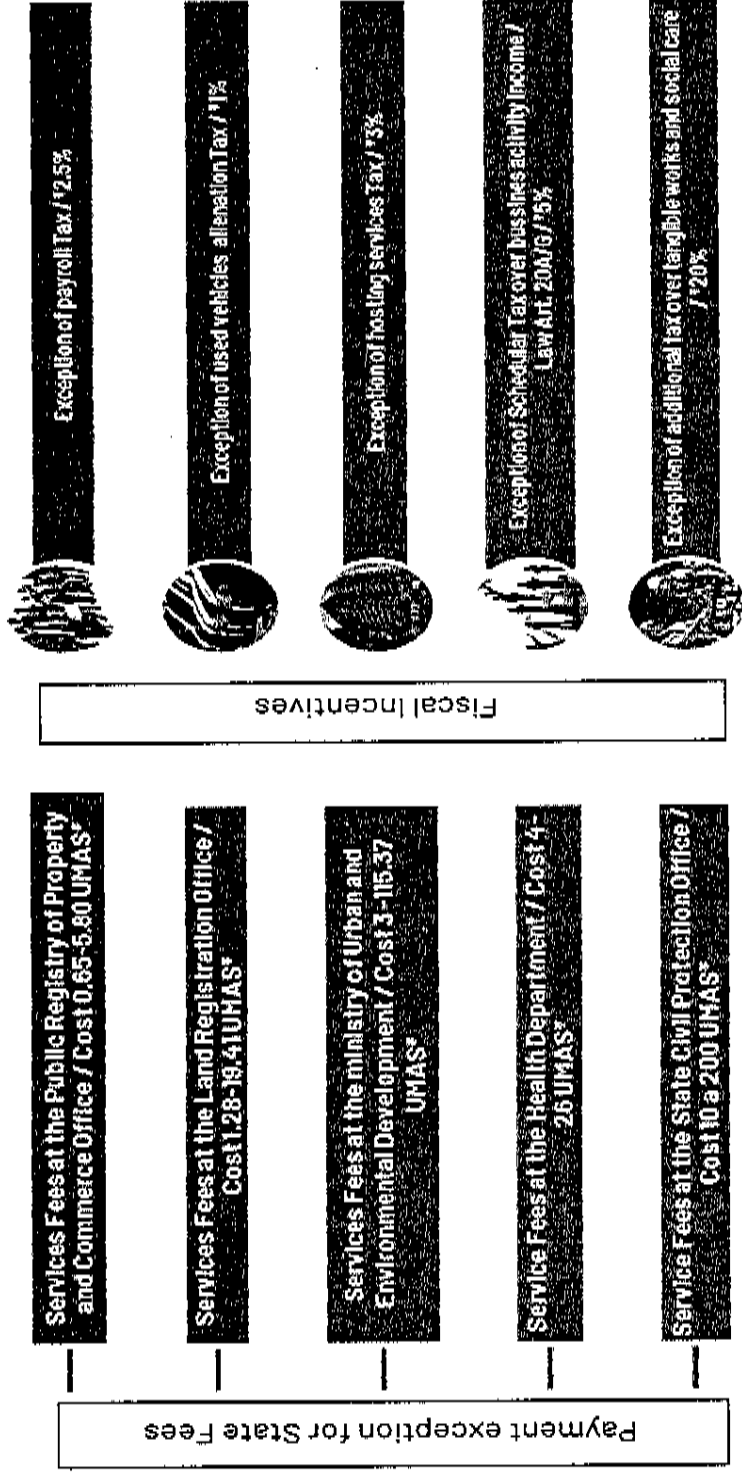 Payment exception for State Fees
Services Fees at the Public Registry of Property
and Commerce Office / Cost 0.65-5.80 UMAS*
Services Fees at the Land Registration Office /
Cost 1.28-19.41 UMAS*
Services Fees at the ministry of Urban and
Environmental Development / Cost 3 -115.37
UMAS*
Service Fees at the Health Department / Cost 4-
26 UMAS*
Service Fees at the State Civil Protection Office /
Cost 10 a 200 UMAS*
Fiscal Incentives
Exception of payroll Tax / *2.5%
Exception of used vehicles alienation Tax / *1%
Exception of hosting services Tax / *3%
Exception of Schedular Tax over bussines activity Income /
Law Art. 20A/G / *5%
Exception of additional tax over tangible works and social care
/ *20%